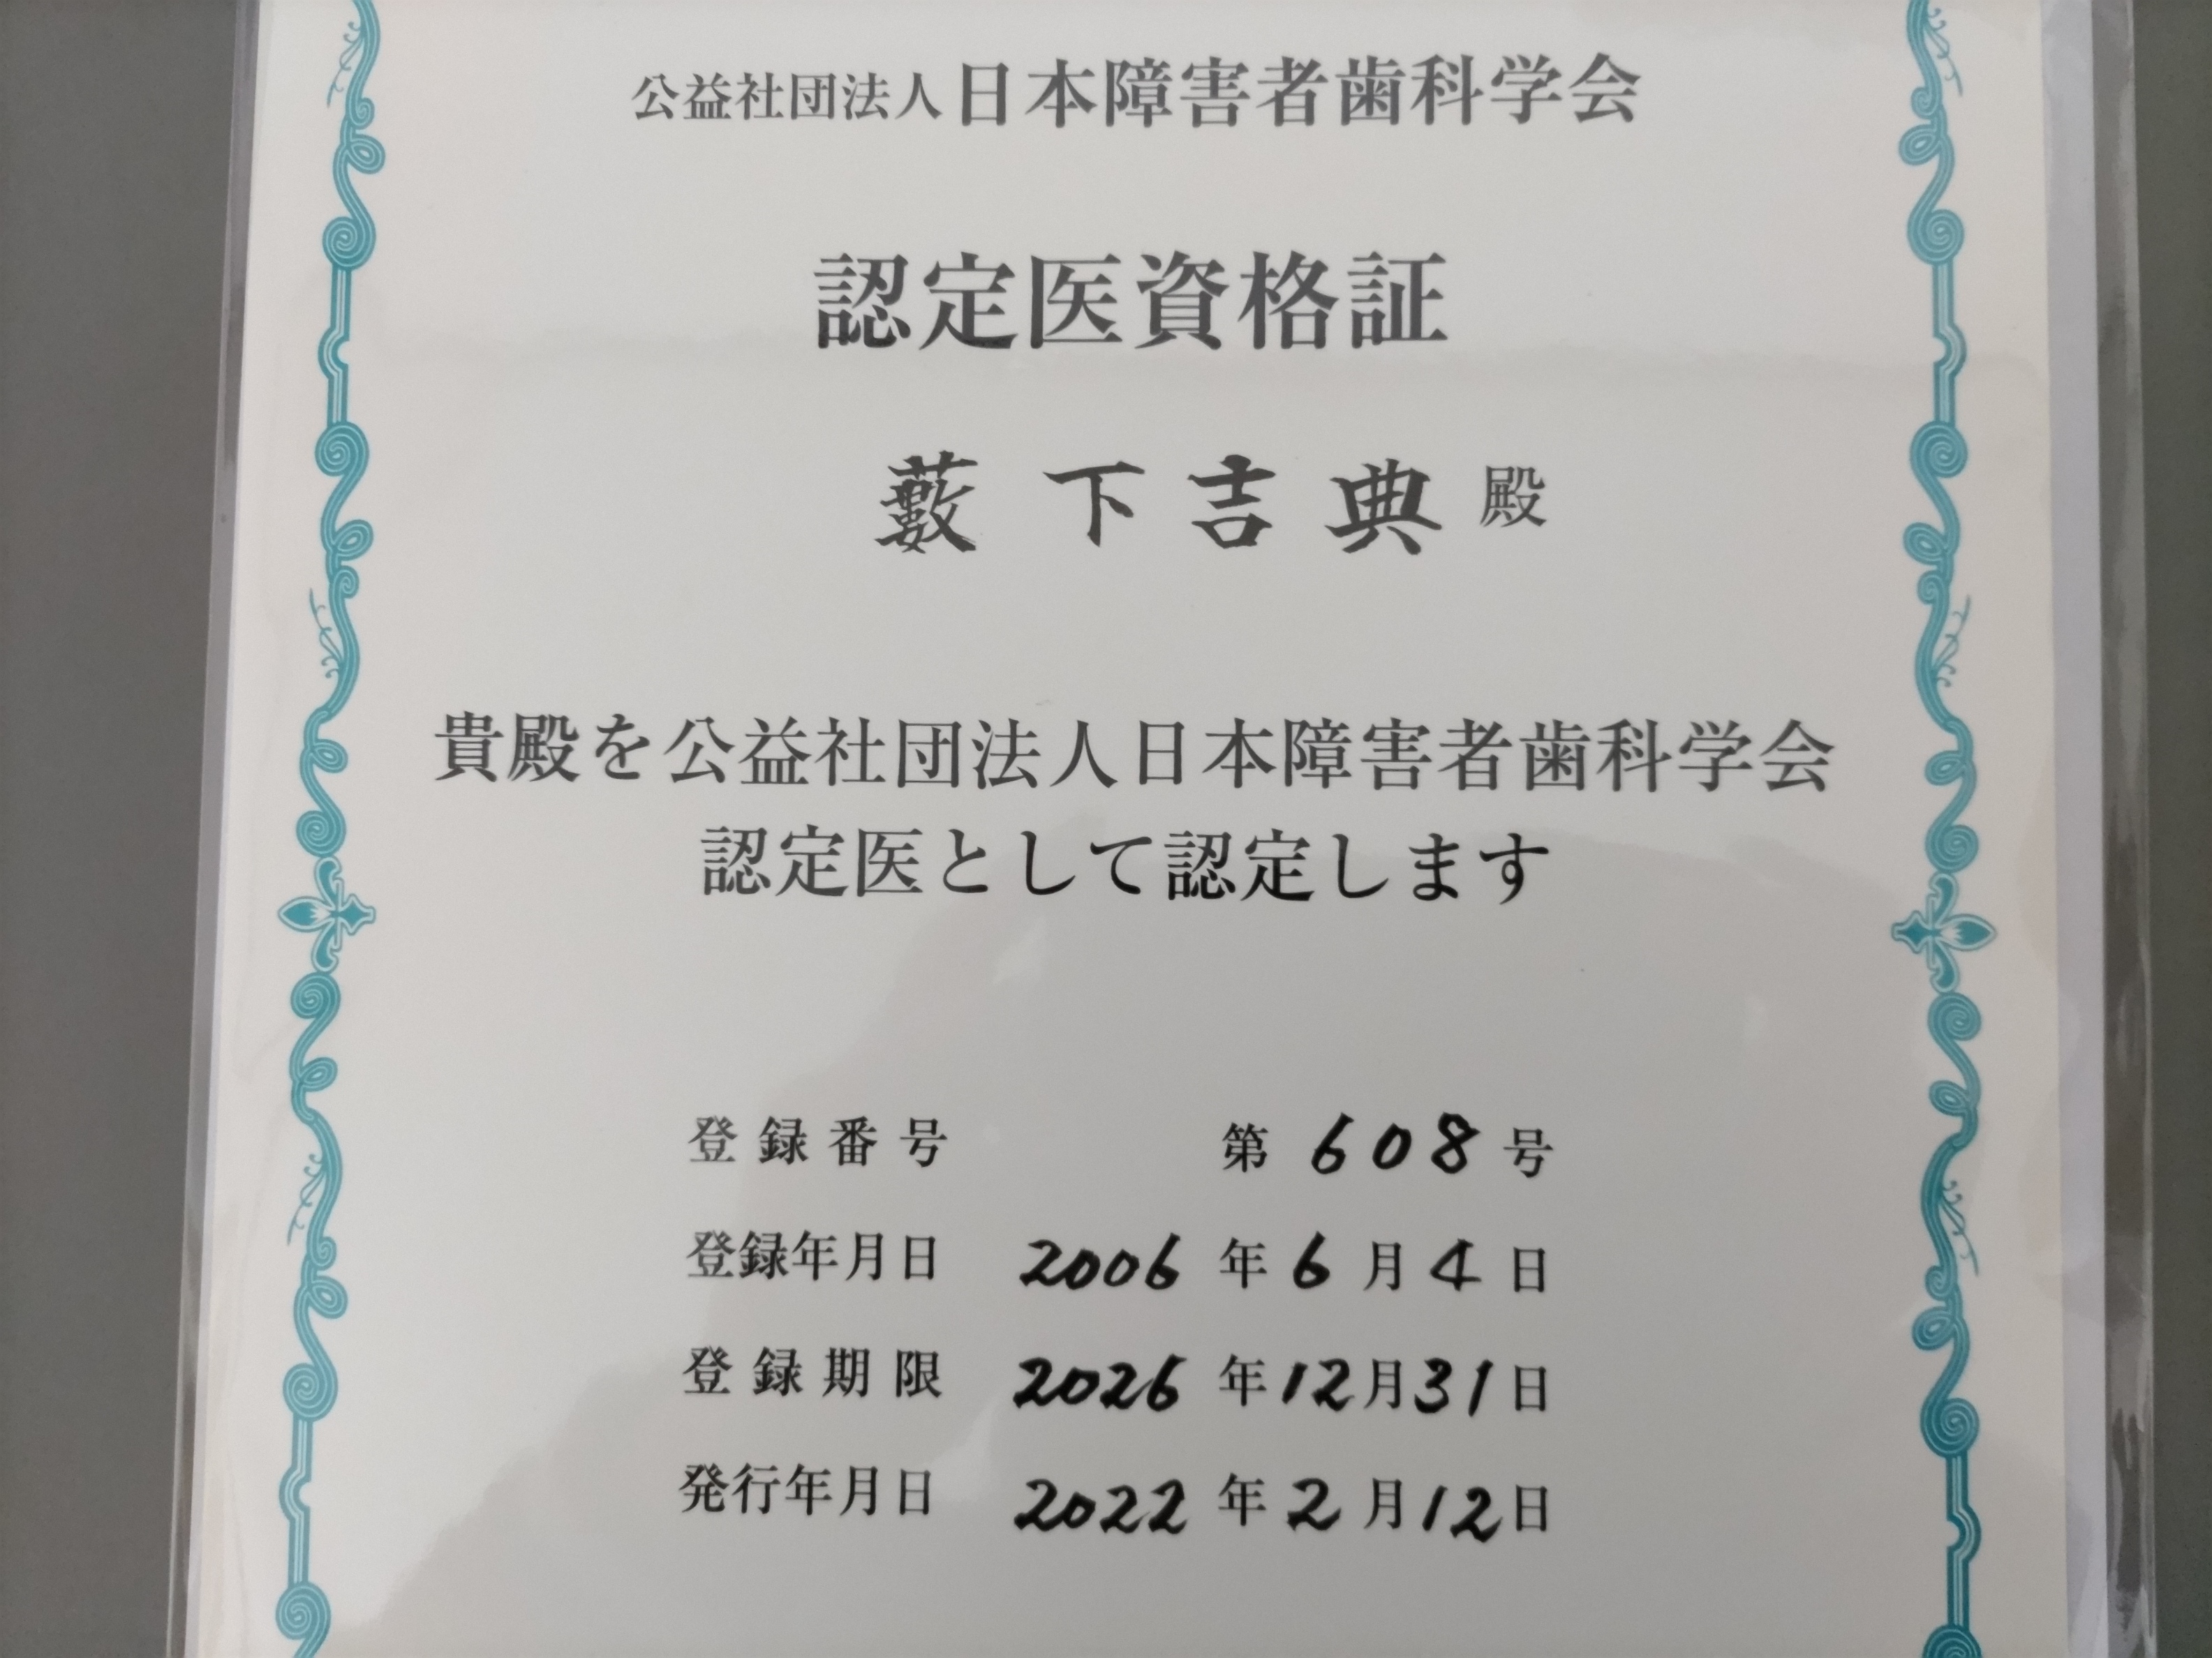 公益社団法人日本障害者歯科学会
認定医資格証
藪下吉典 殿
貴殿を公益社団法人日本障害者歯科学会
認定医として認定します
登録番号 第608号
登録年月日 2006年6月4日
登録期限 2026年12月31日
発行年月日 2022年2月12日